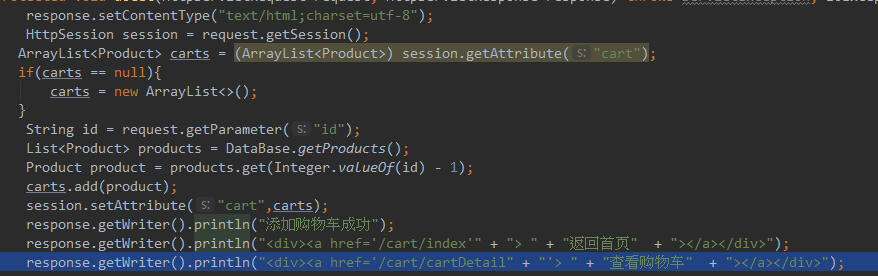 response.setContentType("text/html;charset=utf-8");
HttpSession session = request.getSession();
ArrayList<Product> carts = (ArrayList<Product>) session.getAttribute( s: "cart");
if(carts == null){
carts = new ArrayList<>();
}
String id = request.getParameter( s: "id");
List<Product> products = DataBase.getProducts();
Product product = products.get(Integer.valueOf(id) - 1);
carts.add(product);
session.setAttribute( s: "cart",carts);
response.getWriter().println("添加购物车成功");
response.getWriter().println("<div><a href='/cart/index'" + "> " + "返回首页"  + "></a></div>");
response.getWriter().println("<div><a href='/cart/cartDetail" + "'> " + "查看购物车"  + "></a></div>");